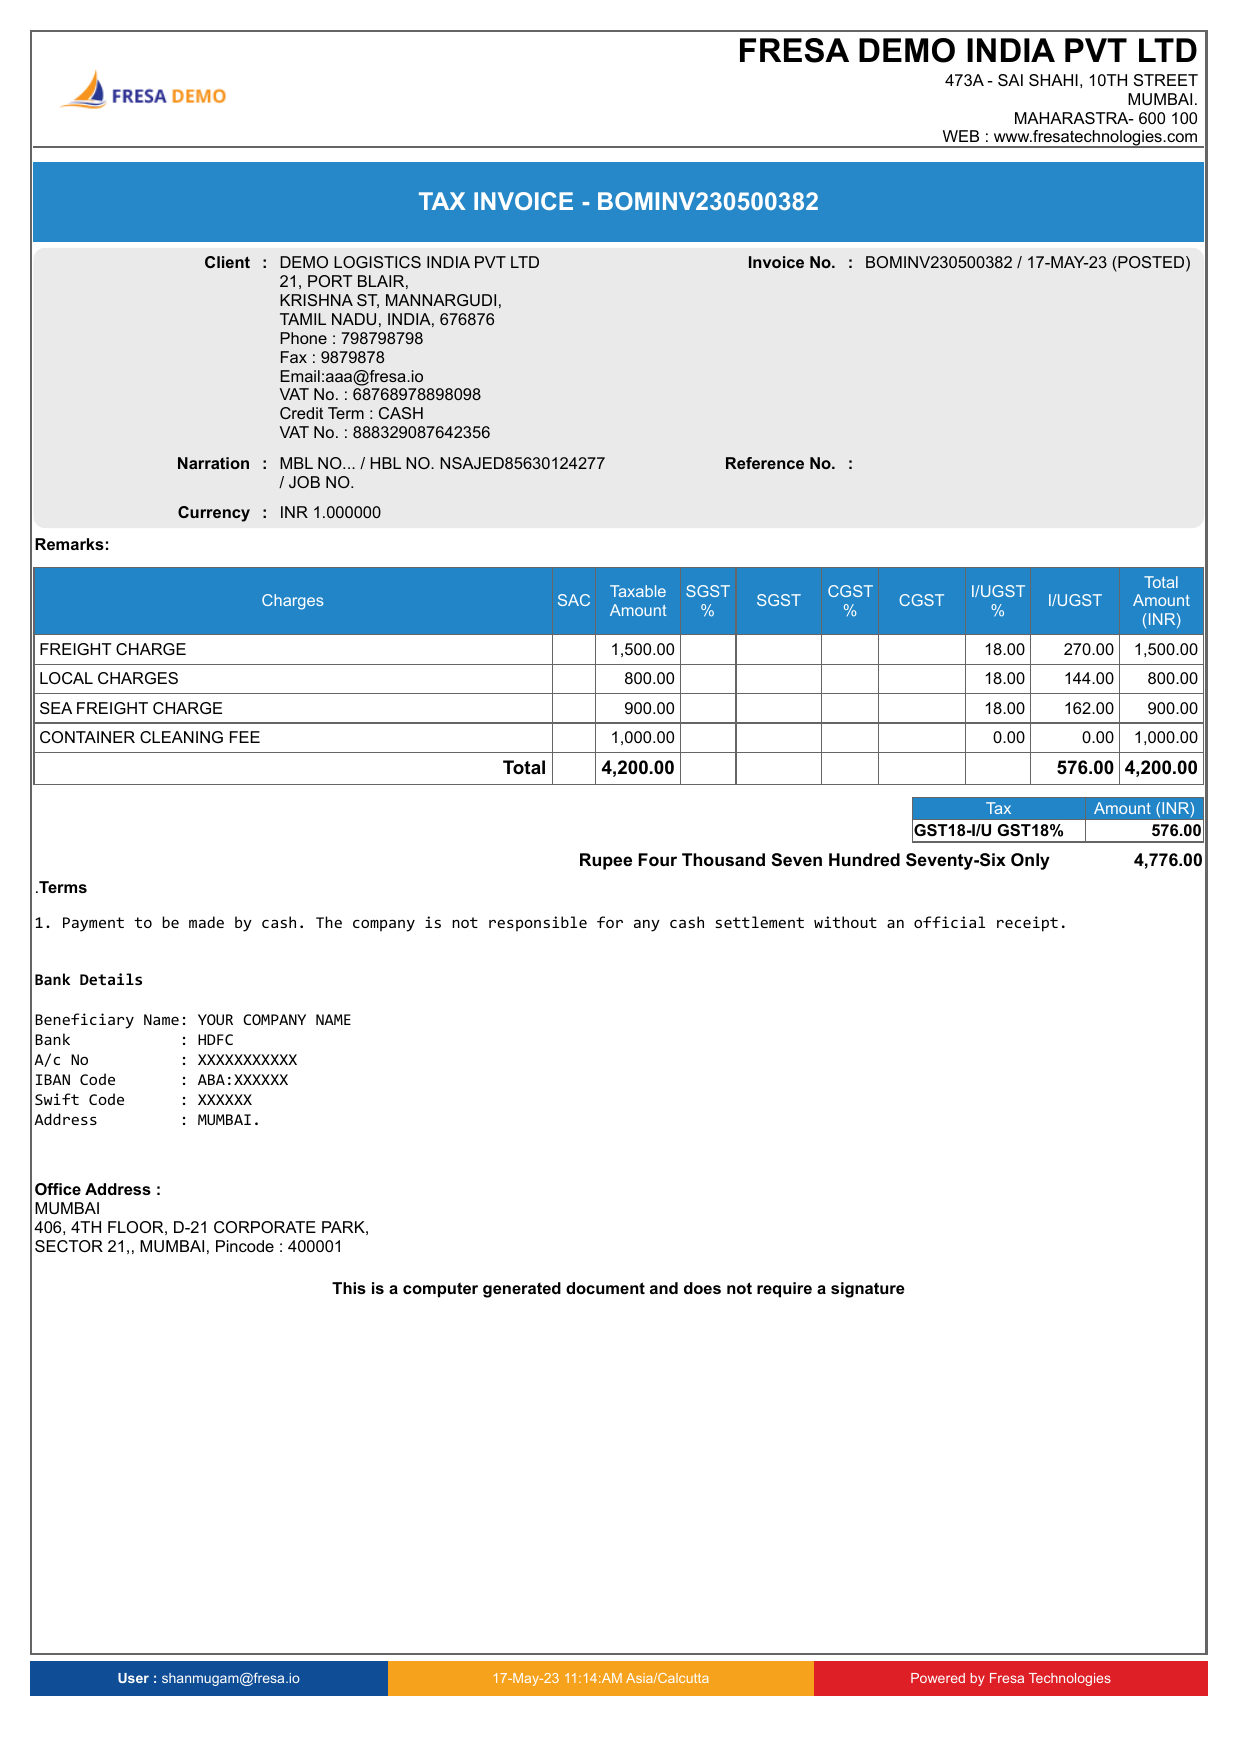 FRESA DEMO
FRESA DEMO INDIA PVT LTD
473A - SAI SHAHI, 10TH STREET
MUMBAI.
MAHARASTRA- 600 100
WEB : www.fresatechnologies.com
TAX INVOICE - BOMINV230500382
Client : DEMO LOGISTICS INDIA PVT LTD
21, PORT BLAIR,
KRISHNA ST, MANNARGUDI,
TAMIL NADU, INDIA, 676876
Phone : 798798798
Fax : 9879878
Email:aaa@fresa.io
VAT No. : 68768978898098
Credit Term : CASH
VAT No. : 888329087642356
Invoice No. : BOMINV230500382 / 17-MAY-23 (POSTED)
Narration : MBL NO... / HBL NO. NSAJED85630124277
/ JOB NO.
Reference No. :
Currency : INR 1.000000
Remarks:
Charges SAC Taxable Amount SGST % SGST CGST % CGST I/UGST % I/UGST Total Amount (INR)
FREIGHT CHARGE 1,500.00 18.00 270.00 1,500.00
LOCAL CHARGES 800.00 18.00 144.00 800.00
SEA FREIGHT CHARGE 900.00 18.00 162.00 900.00
CONTAINER CLEANING FEE 1,000.00 0.00 0.00 1,000.00
Total 4,200.00 576.00 4,200.00
Tax Amount (INR)
GST18-I/U GST18% 576.00
Rupee Four Thousand Seven Hundred Seventy-Six Only 4,776.00
.Terms
1. Payment to be made by cash. The company is not responsible for any cash settlement without an official receipt.
Bank Details
Beneficiary Name: YOUR COMPANY NAME
Bank : HDFC
A/c No : XXXXXXXXXXX
IBAN Code : ABA:XXXXXX
Swift Code : XXXXXX
Address : MUMBAI.
Office Address :
MUMBAI
406, 4TH FLOOR, D-21 CORPORATE PARK,
SECTOR 21,, MUMBAI, Pincode : 400001
This is a computer generated document and does not require a signature
User : shanmugam@fresa.io
17-May-23 11:14:AM Asia/Calcutta
Powered by Fresa Technologies